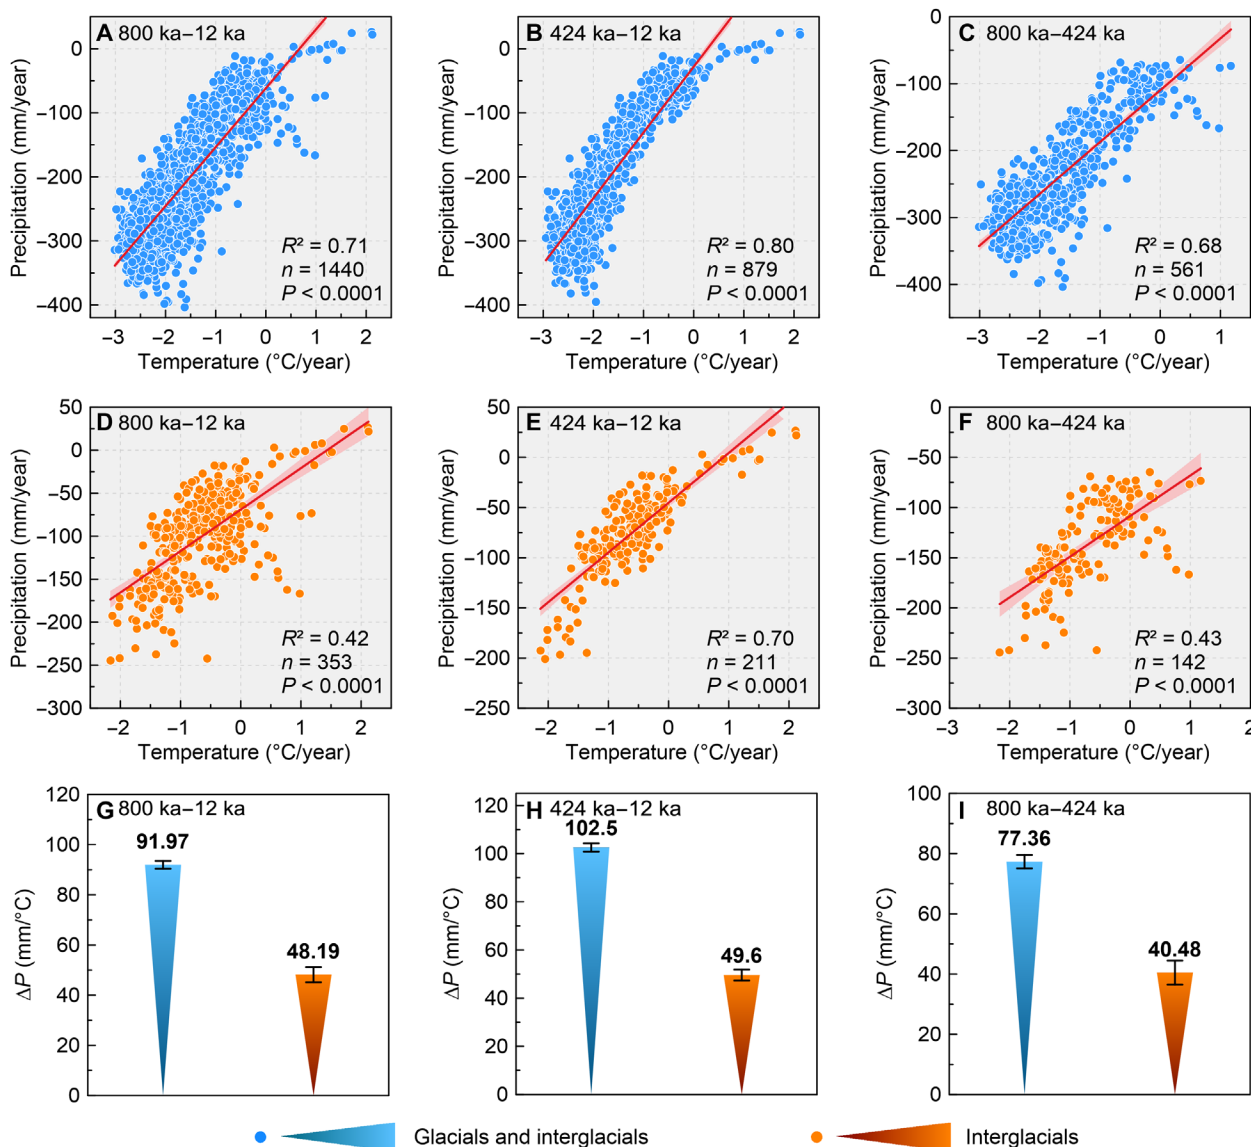 A 800 ka–12 ka
0
−100
−200
−300
−400
Precipitation (mm/year)
R² = 0.71
n = 1440
P < 0.0001
−3 −2 −1 0 1 2
Temperature (°C/year)
B 424 ka–12 ka
0
−100
−200
−300
−400
Precipitation (mm/year)
R² = 0.80
n = 879
P < 0.0001
−3 −2 −1 0 1 2
Temperature (°C/year)
C 800 ka–424 ka
0
−100
−200
−300
−400
Precipitation (mm/year)
R² = 0.68
n = 561
P < 0.0001
−3 −2 −1 0 1
Temperature (°C/year)
D 800 ka–12 ka
50
0
−50
−100
−150
−200
−250
−300
Precipitation (mm/year)
R² = 0.42
n = 353
P < 0.0001
−2 −1 0 1 2
Temperature (°C/year)
E 424 ka–12 ka
50
0
−50
−100
−150
−200
−250
Precipitation (mm/year)
R² = 0.70
n = 211
P < 0.0001
−2 −1 0 1 2
Temperature (°C/year)
F 800 ka–424 ka
0
−50
−100
−150
−200
−250
−300
Precipitation (mm/year)
R² = 0.43
n = 142
P < 0.0001
−3 −2 −1 0 1 2
Temperature (°C/year)
G 800 ka–12 ka
120
100
80
60
40
20
0
ΔP (mm/°C)
91.97
48.19
H 424 ka–12 ka
120
100
80
60
40
20
0
ΔP (mm/°C)
102.5
49.6
I 800 ka–424 ka
100
80
60
40
20
0
ΔP (mm/°C)
77.36
40.48
Glacials and interglacials
Interglacials